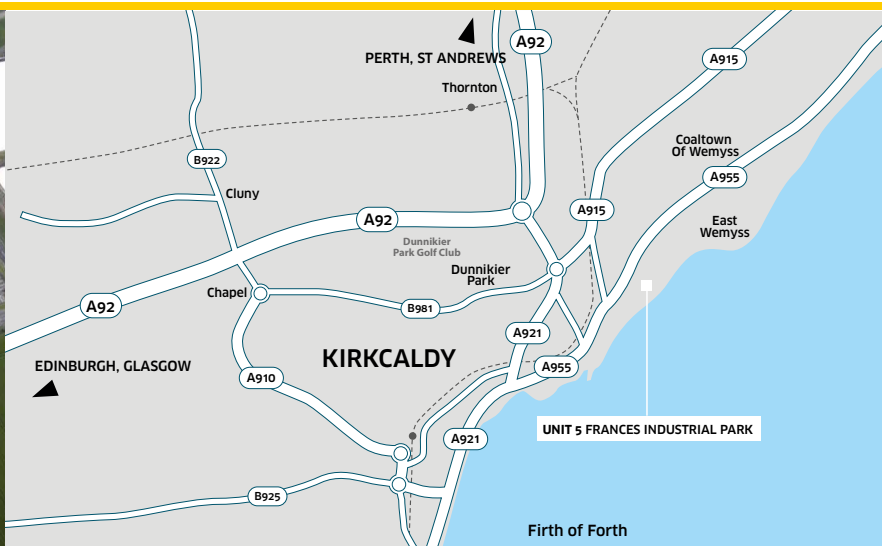 A92
PERTH, ST ANDREWS
A915
Thornton
Coaltown
Of Wemyss
B922
A955
Cluny
A92
A915
East
Wemyss
Dunnikier
Park Golf Club
Dunnikier
Park
Chapel
A92
B981
A921
KIRKCALDY
EDINBURGH, GLASGOW
A955
A910
UNIT 5 FRANCES INDUSTRIAL PARK
A921
B925
Firth of Forth